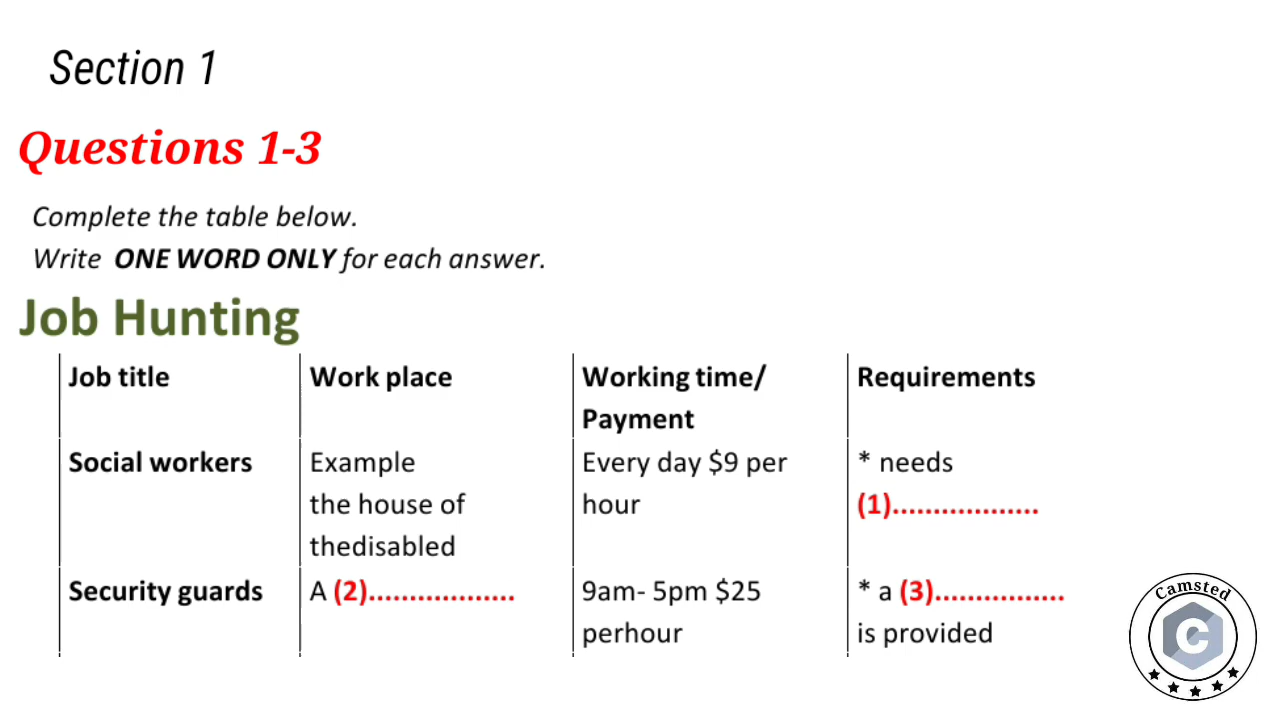 Section 1
Questions 1-3
Complete the table below.
Write ONE WORD ONLY for each answer.
Job Hunting
Job title
Work place
Working time/
Payment
Requirements
Social workers
Example
the house of
thedisabled
Every day $9 per
hour
* needs
(1)..................
Security guards
A (2)..................
9am- 5pm $25
perhour
* a (3)................
is provided
Camsted
C